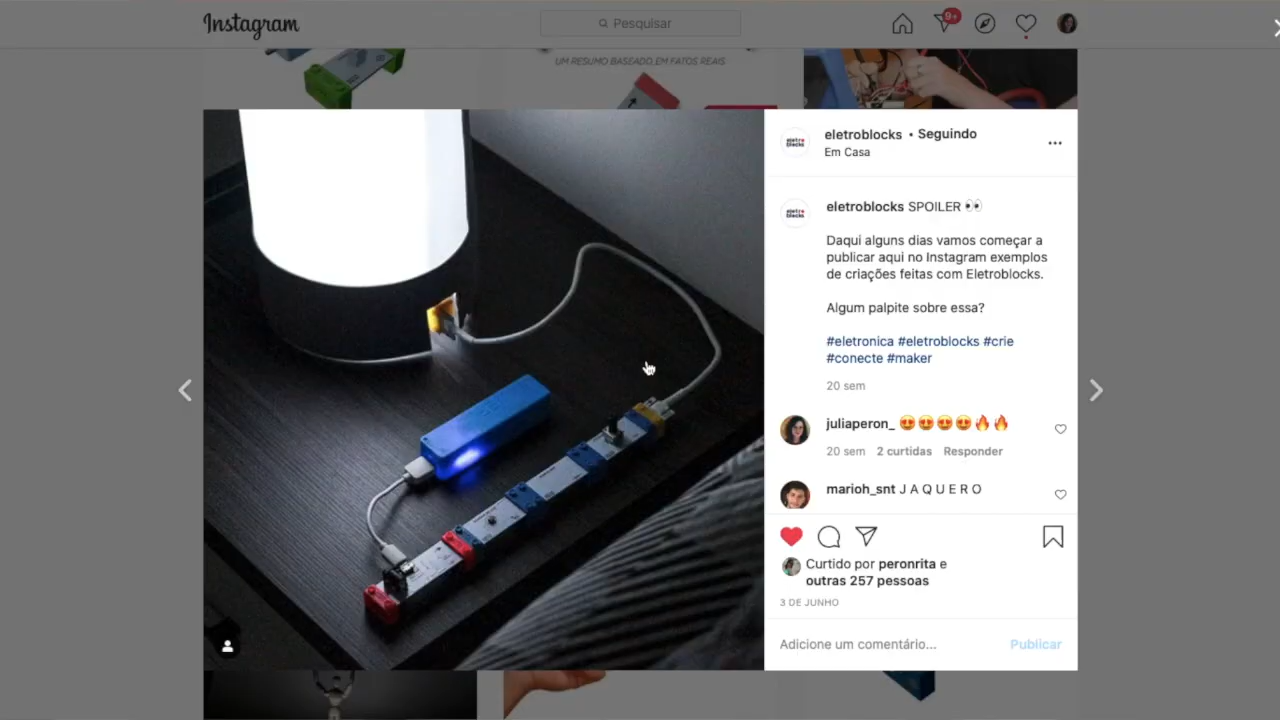 Instagram
Pesquisar
9+
UM RESUMO BASEADO EM FATOS REAIS
eletroblocks • Seguindo
Em Casa
eletroblocks SPOILER 👀
Daqui alguns dias vamos começar a
publicar aqui no Instagram exemplos
de criações feitas com Eletroblocks.
Algum palpite sobre essa?
#eletronica #eletroblocks #crie
#conecte #maker
20 sem
juliaperon_ 😍😍😍😍🔥🔥
20 sem 2 curtidas Responder
marioh_snt J A Q U E R O
Curtido por peronrita e
outras 257 pessoas
3 DE JUNHO
Adicione um comentário...
Publicar